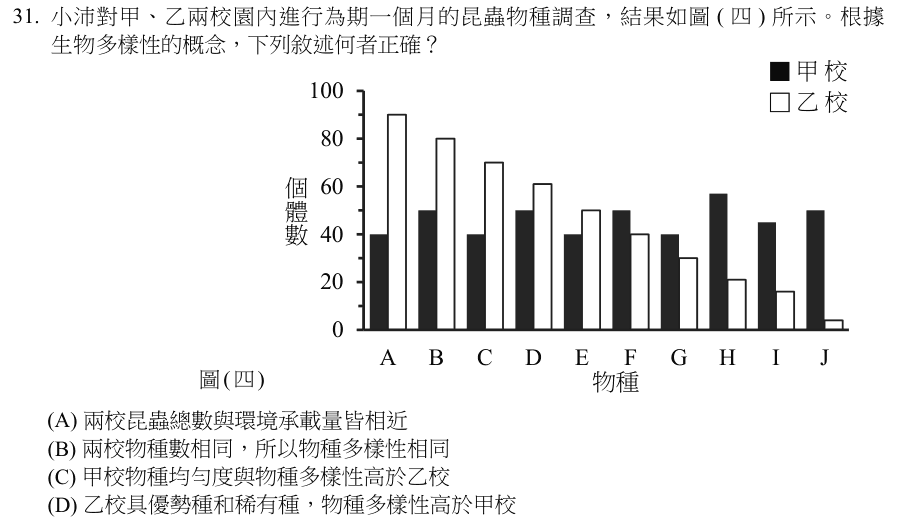 31. 小沛對甲、乙兩校園內進行為期一個月的昆蟲物種調查，結果如圖(四)所示。根據
生物多樣性的概念，下列敘述何者正確？
甲校
乙校
100
80
60
40
20
0
個體數
A B C D E F G H I J
物種
圖(四)
(A) 兩校昆蟲總數與環境承載量皆相近
(B) 兩校物種數相同，所以物種多樣性相同
(C) 甲校物種均勻度與物種多樣性高於乙校
(D) 乙校具優勢種和稀有種，物種多樣性高於甲校